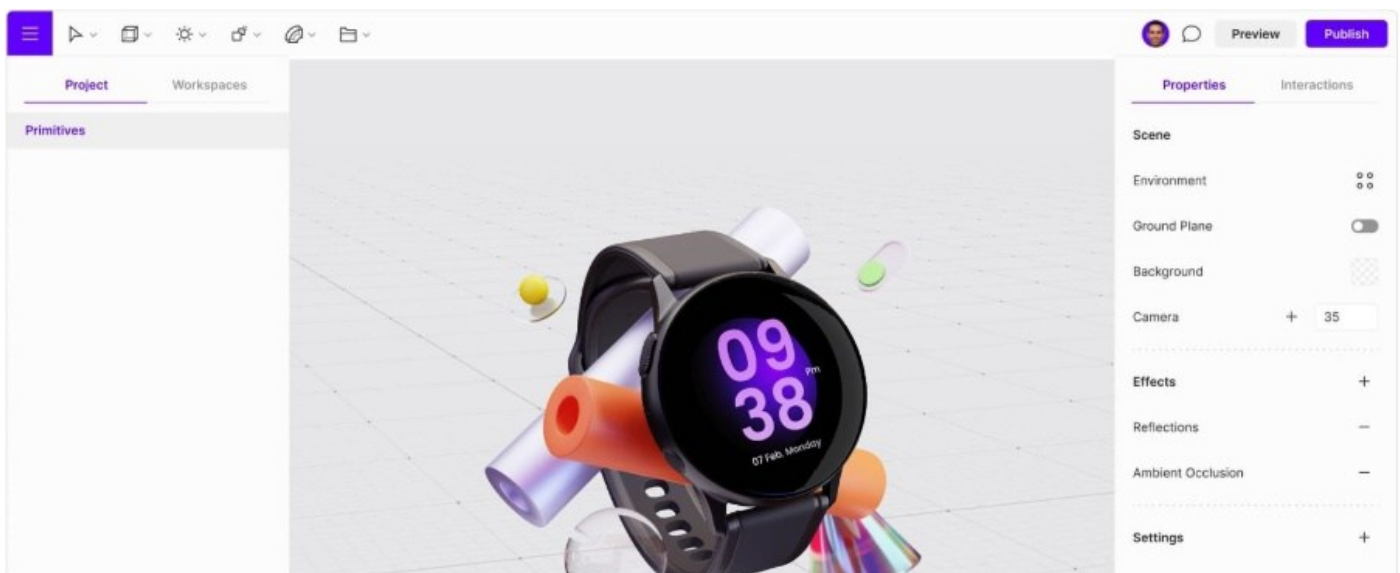 Preview
Publish
Project
Workspaces
Primitives
09
Pm
38
07 Feb, Monday
Properties
Interactions
Scene
Environment
Ground Plane
Background
Camera
35
Effects
Reflections
Ambient Occlusion
Settings